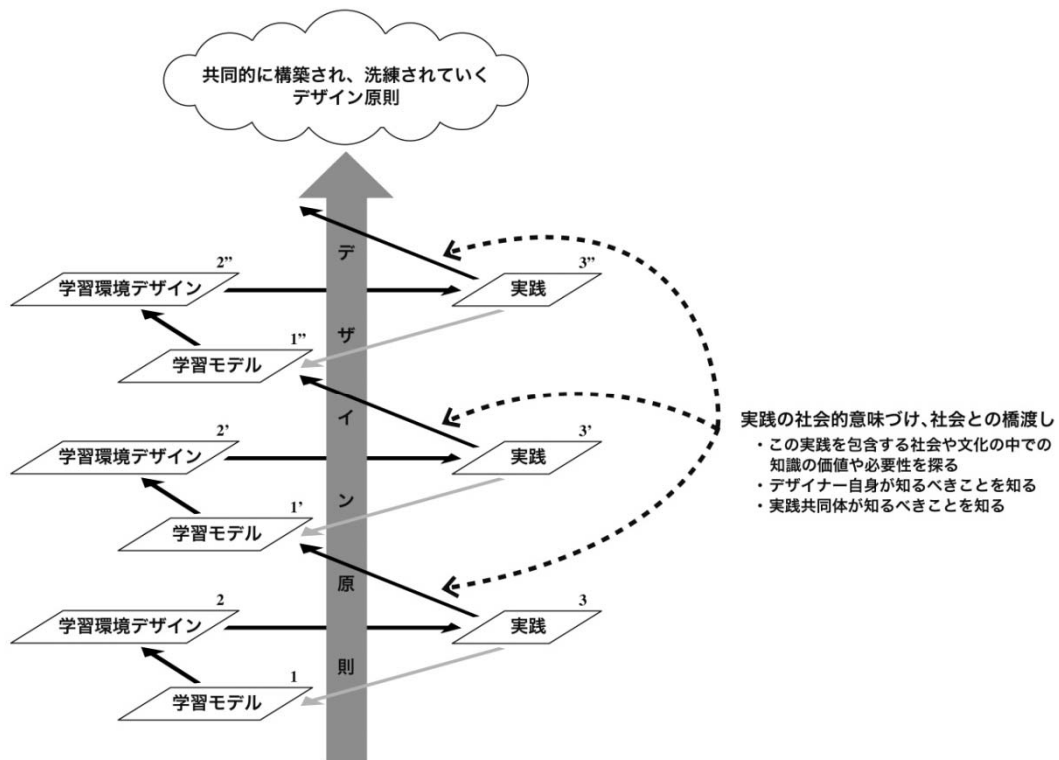 共同的に構築され、洗練されていく
デザイン原則
デザイン原則
2”
学習環境デザイン
3”
実践
1”
学習モデル
2’
学習環境デザイン
3’
実践
1’
学習モデル
2
学習環境デザイン
3
実践
1
学習モデル
実践の社会的意味づけ、社会との橋渡し
・この実践を包含する社会や文化の中での
知識の価値や必要性を探る
・デザイナー自身が知るべきことを知る
・実践共同体が知るべきことを知る